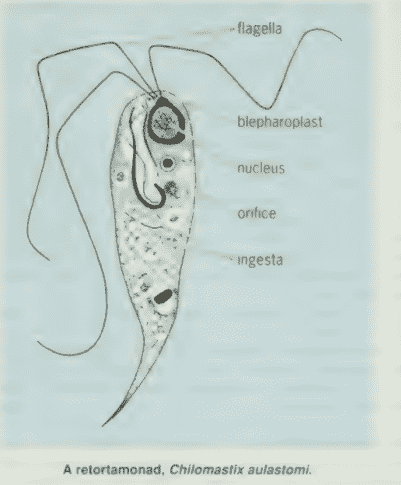 flagella
blepharoplast
nucleus
orifice
ingesta
A retortamonad, Chilomastix aulastomi.